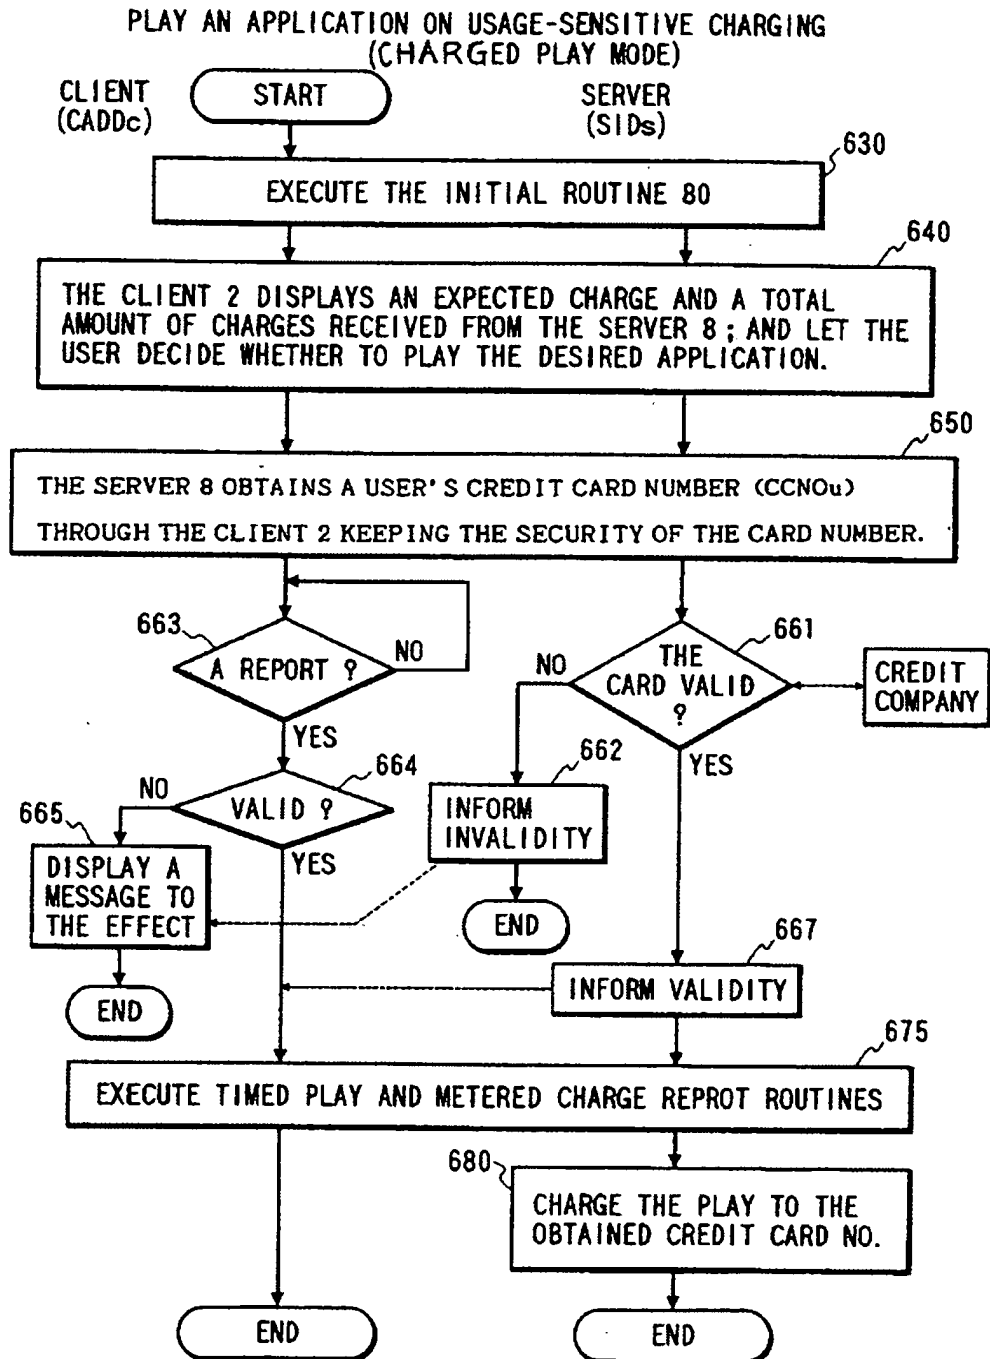 PLAY AN APPLICATION ON USAGE-SENSITIVE CHARGING
(CHARGED PLAY MODE)
CLIENT
(CADDc)
START
SERVER
(SIDs)
630
EXECUTE THE INITIAL ROUTINE 80
640
THE CLIENT 2 DISPLAYS AN EXPECTED CHARGE AND A TOTAL
AMOUNT OF CHARGES RECEIVED FROM THE SERVER 8; AND LET THE
USER DECIDE WHETHER TO PLAY THE DESIRED APPLICATION.
650
THE SERVER 8 OBTAINS A USER'S CREDIT CARD NUMBER (CCNOu)
THROUGH THE CLIENT 2 KEEPING THE SECURITY OF THE CARD NUMBER.
663
A REPORT ?
NO
YES
661
THE
CARD VALID
?
NO
YES
CREDIT
COMPANY
664
VALID ?
NO
YES
662
INFORM
INVALIDITY
END
665
DISPLAY A
MESSAGE TO
THE EFFECT
END
667
INFORM VALIDITY
675
EXECUTE TIMED PLAY AND METERED CHARGE REPROT ROUTINES
680
CHARGE THE PLAY TO THE
OBTAINED CREDIT CARD NO.
END
END